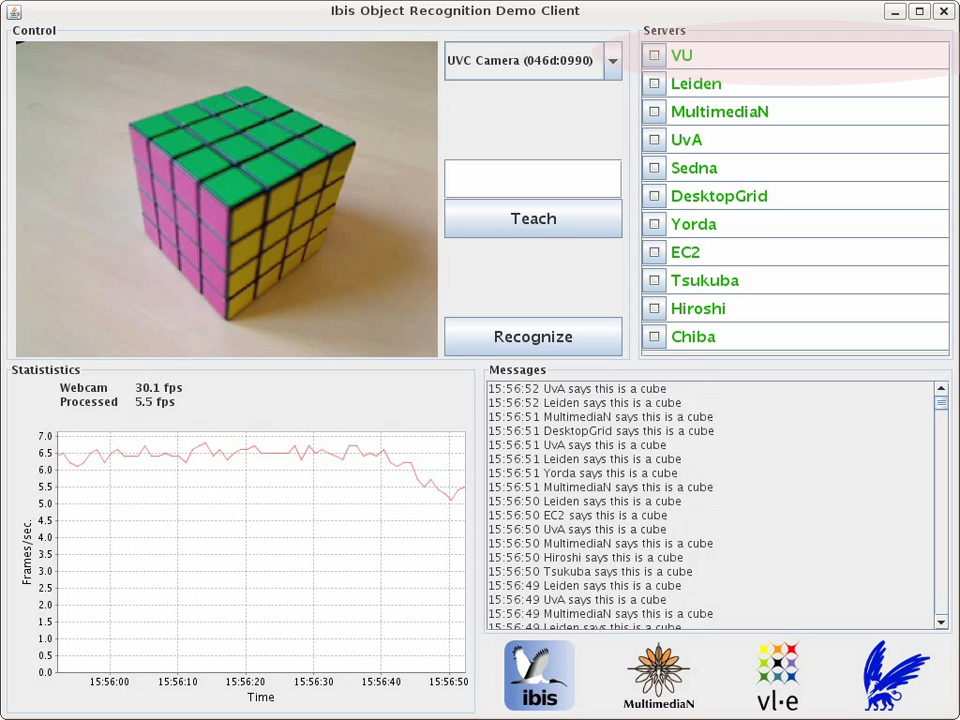 Ibis Object Recognition Demo Client
Control
UVC Camera (046d:0990)
Teach
Recognize
Servers
VU
Leiden
MultimediaN
UvA
Sedna
DesktopGrid
Yorda
EC2
Tsukuba
Hiroshi
Chiba
Statististics
Webcam 30.1 fps
Processed 5.5 fps
7.0
6.5
6.0
5.5
5.0
4.5
4.0
3.5
3.0
2.5
2.0
1.5
1.0
0.5
0.0
Frames/sec.
15:56:00 15:56:10 15:56:20 15:56:30 15:56:40 15:56:50
Time
Messages
15:56:52 UvA says this is a cube
15:56:52 Leiden says this is a cube
15:56:51 MultimediaN says this is a cube
15:56:51 DesktopGrid says this is a cube
15:56:51 UvA says this is a cube
15:56:51 Leiden says this is a cube
15:56:51 Yorda says this is a cube
15:56:51 MultimediaN says this is a cube
15:56:50 Leiden says this is a cube
15:56:50 EC2 says this is a cube
15:56:50 UvA says this is a cube
15:56:50 MultimediaN says this is a cube
15:56:50 Hiroshi says this is a cube
15:56:50 Tsukuba says this is a cube
15:56:49 Leiden says this is a cube
15:56:49 UvA says this is a cube
15:56:49 MultimediaN says this is a cube
15:56:49 Leiden says this is a cube
ibis
MultimediaN
vl·e